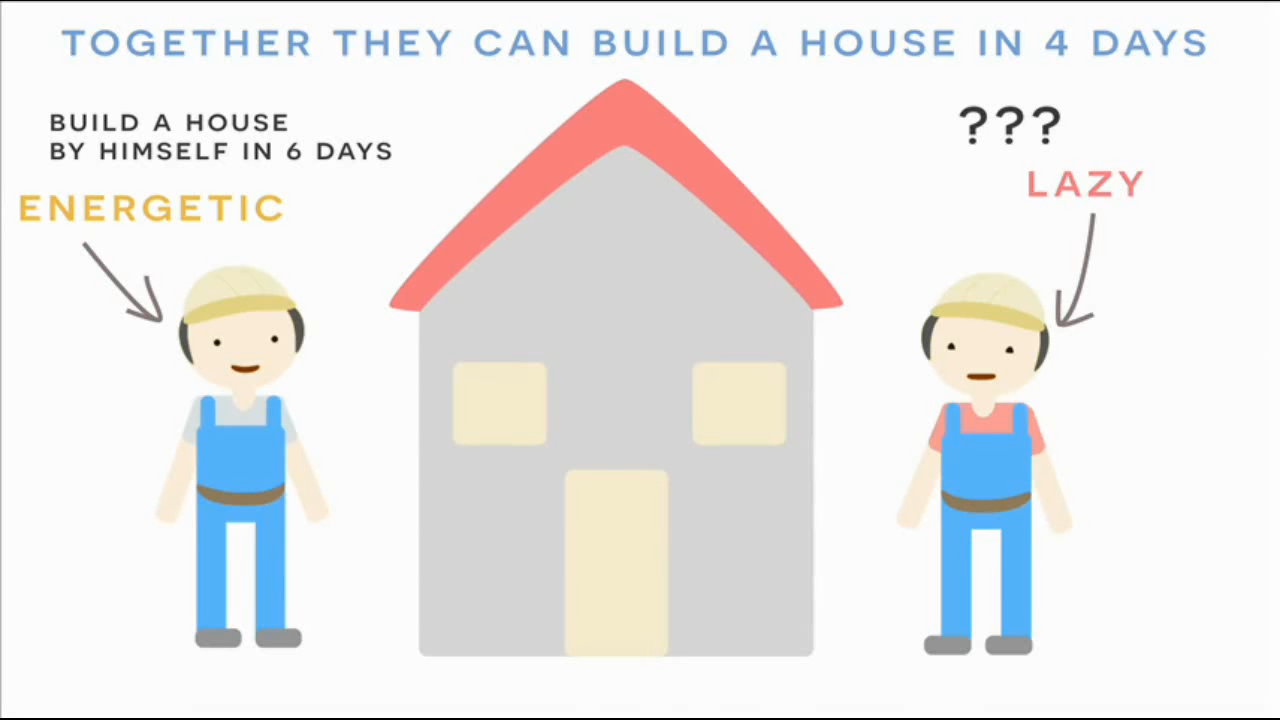 TOGETHER THEY CAN BUILD A HOUSE IN 4 DAYS
BUILD A HOUSE
BY HIMSELF IN 6 DAYS
ENERGETIC
???
LAZY